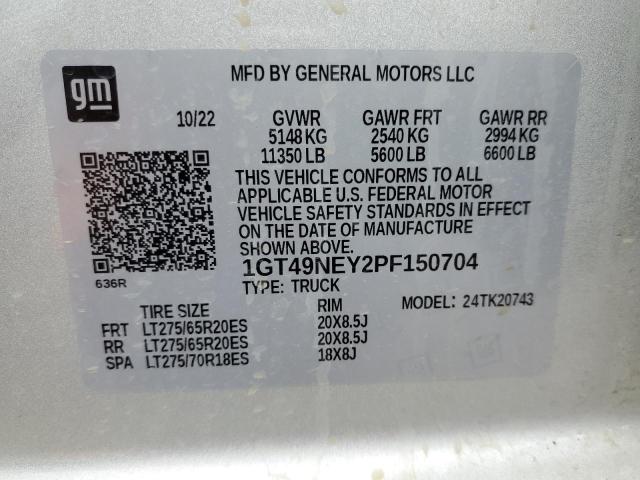 gm
MFD BY GENERAL MOTORS LLC
10/22 GVWR GAWR FRT GAWR RR
5148 KG 2540 KG 2994 KG
11350 LB 5600 LB 6600 LB
THIS VEHICLE CONFORMS TO ALL
APPLICABLE U.S. FEDERAL MOTOR
VEHICLE SAFETY STANDARDS IN EFFECT
ON THE DATE OF MANUFACTURE
SHOWN ABOVE.
636R
1GT49NEY2PF150704
TYPE: TRUCK
MODEL: 24TK20743
TIRE SIZE RIM
FRT LT275/65R20ES 20X8.5J
RR LT275/65R20ES 20X8.5J
SPA LT275/70R18ES 18X8J